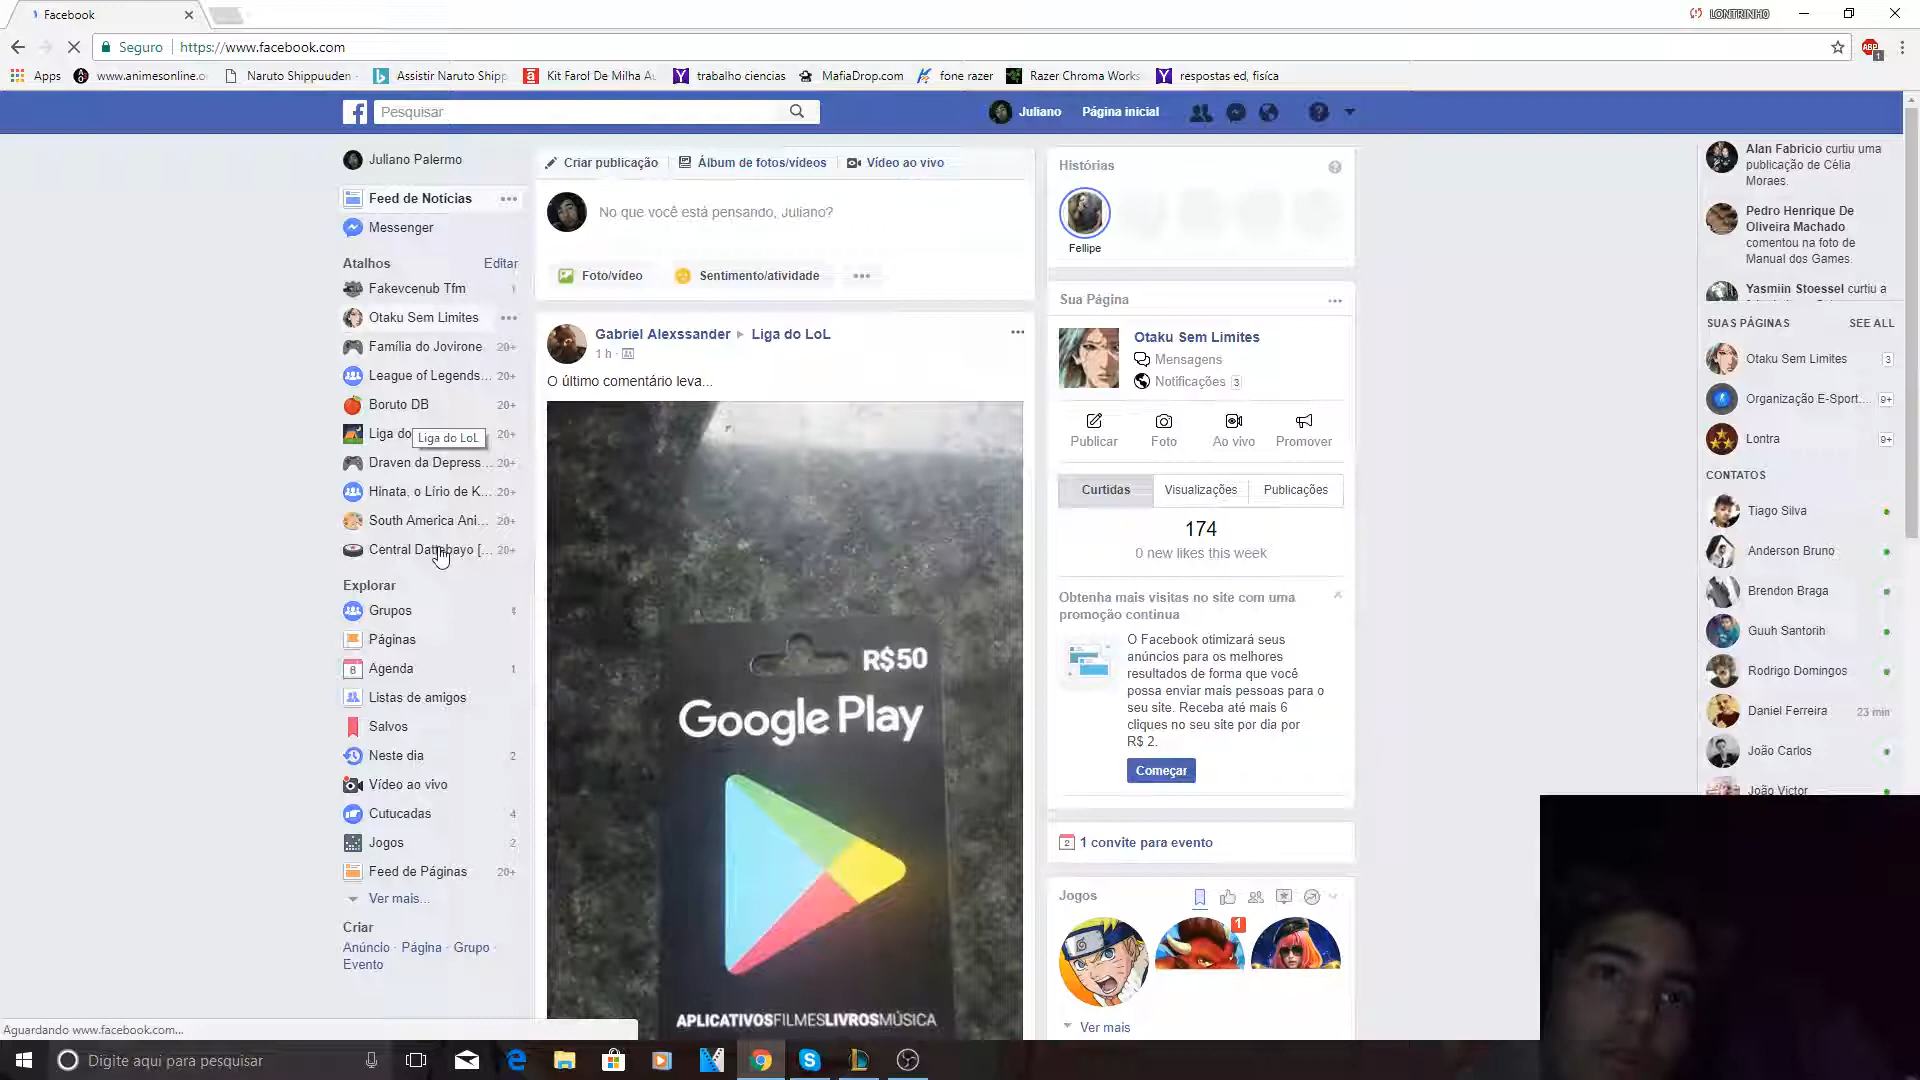 Facebook
LONTRINH0
Seguro
https://www.facebook.com
Apps
www.animesonline.o
Naruto Shippuuden
Assistir Naruto Shipp
Kit Farol De Milha Au
trabalho ciencias
MafiaDrop.com
fone razer
Razer Chroma Works
respostas ed, fisíca
Pesquisar
Juliano
Página inicial
Juliano Palermo
Feed de Notícias
Messenger
Atalhos
Editar
Fakevcenub Tfm
1
Otaku Sem Limites
Família do Jovirone
20+
League of Legends...
20+
Boruto DB
20+
Liga do
Liga do LoL
20+
Draven da Depress...
20+
Hinata, o Lírio de K...
20+
South America Ani...
20+
Central Dattebayo [...
20+
Explorar
Grupos
Páginas
Agenda
1
Listas de amigos
Salvos
Neste dia
2
Vídeo ao vivo
Cutucadas
4
Jogos
2
Feed de Páginas
20+
Ver mais...
Criar
Anúncio · Página · Grupo ·
Evento
Aguardando www.facebook.com...
Criar publicação
Álbum de fotos/vídeos
Vídeo ao vivo
No que você está pensando, Juliano?
Foto/vídeo
Sentimento/atividade
Gabriel Alexssander
Liga do LoL
1 h ·
O último comentário leva...
R$50
Google Play
APLICATIVOSFILMESLIVROSMÚSICA
Histórias
Fellipe
Sua Página
Otaku Sem Limites
Mensagens
Notificações 3
Publicar
Foto
Ao vivo
Promover
Curtidas
Visualizações
Publicações
174
0 new likes this week
Obtenha mais visitas no site com uma
promoção contínua
O Facebook otimizará seus
anúncios para os melhores
resultados de forma que você
possa enviar mais pessoas para o
seu site. Receba até mais 6
cliques no seu site por dia por
R$ 2.
Começar
1 convite para evento
Jogos
1
Ver mais
Alan Fabricio curtiu uma
publicação de Célia
Moraes.
Pedro Henrique De
Oliveira Machado
comentou na foto de
Manual dos Games.
Yasmiin Stoessel curtiu a
SUAS PÁGINAS
SEE ALL
Otaku Sem Limites
3
Organização E-Sport....
9+
Lontra
9+
CONTATOS
Tiago Silva
Anderson Bruno
Brendon Braga
Guuh Santorih
Rodrigo Domingos
Daniel Ferreira
23 min
João Carlos
João Victor
Digite aqui para pesquisar